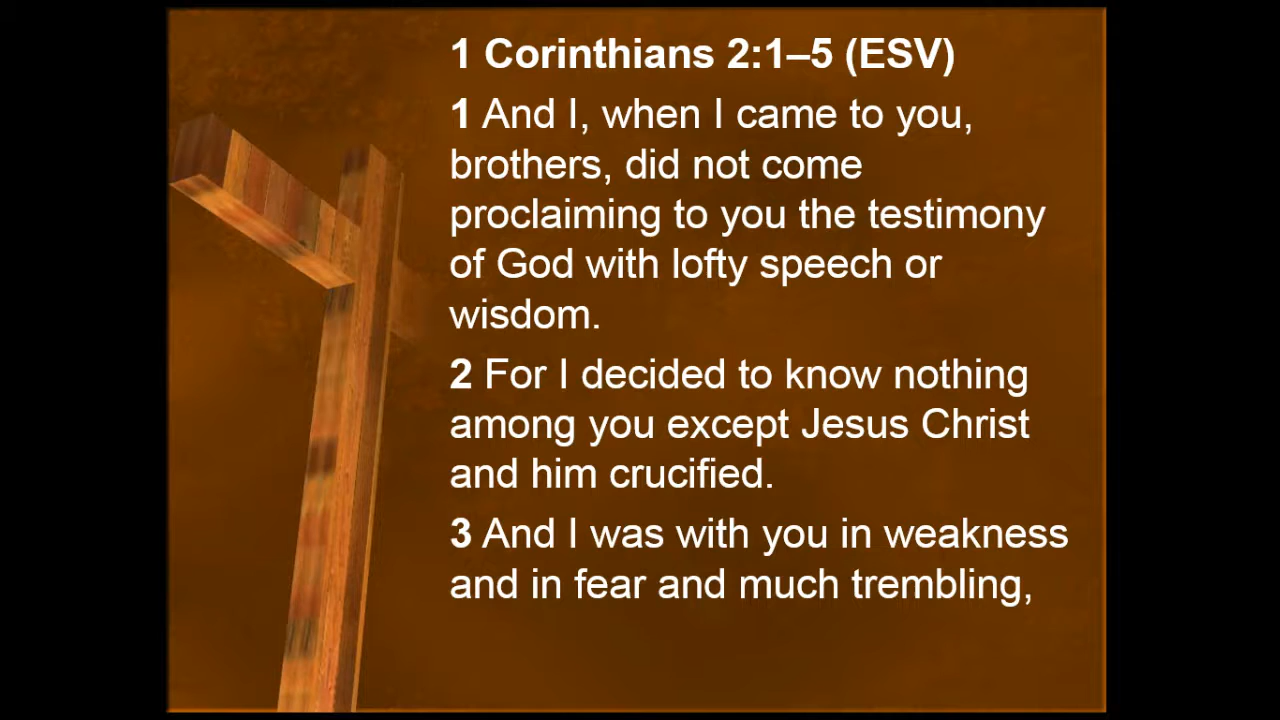 1 Corinthians 2:1–5 (ESV)
1 And I, when I came to you,
brothers, did not come
proclaiming to you the testimony
of God with lofty speech or
wisdom.
2 For I decided to know nothing
among you except Jesus Christ
and him crucified.
3 And I was with you in weakness
and in fear and much trembling,